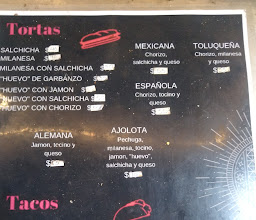 Tortas
SALCHICHA $
MILANESA $
MILANESA CON SALCHICHA $
"HUEVO" DE GARBÁNZO $
"HUEVO" CON JAMON $
"HUEVO" CON SALCHICHA $
"HUEVO" CON CHORIZO $
MEXICANA
Chorizo,
salchicha y queso
$
TOLUQUEÑA
Chorizo, milanesa
y queso
$
ESPAÑOLA
Chorizo, tocino y
queso
$
ALEMANA
Jamon, tecino y
queso
$
AJOLOTA
Pechuga,
milanesa, tocino,
jamon, "huevo",
salchicha y queso
$
Tacos